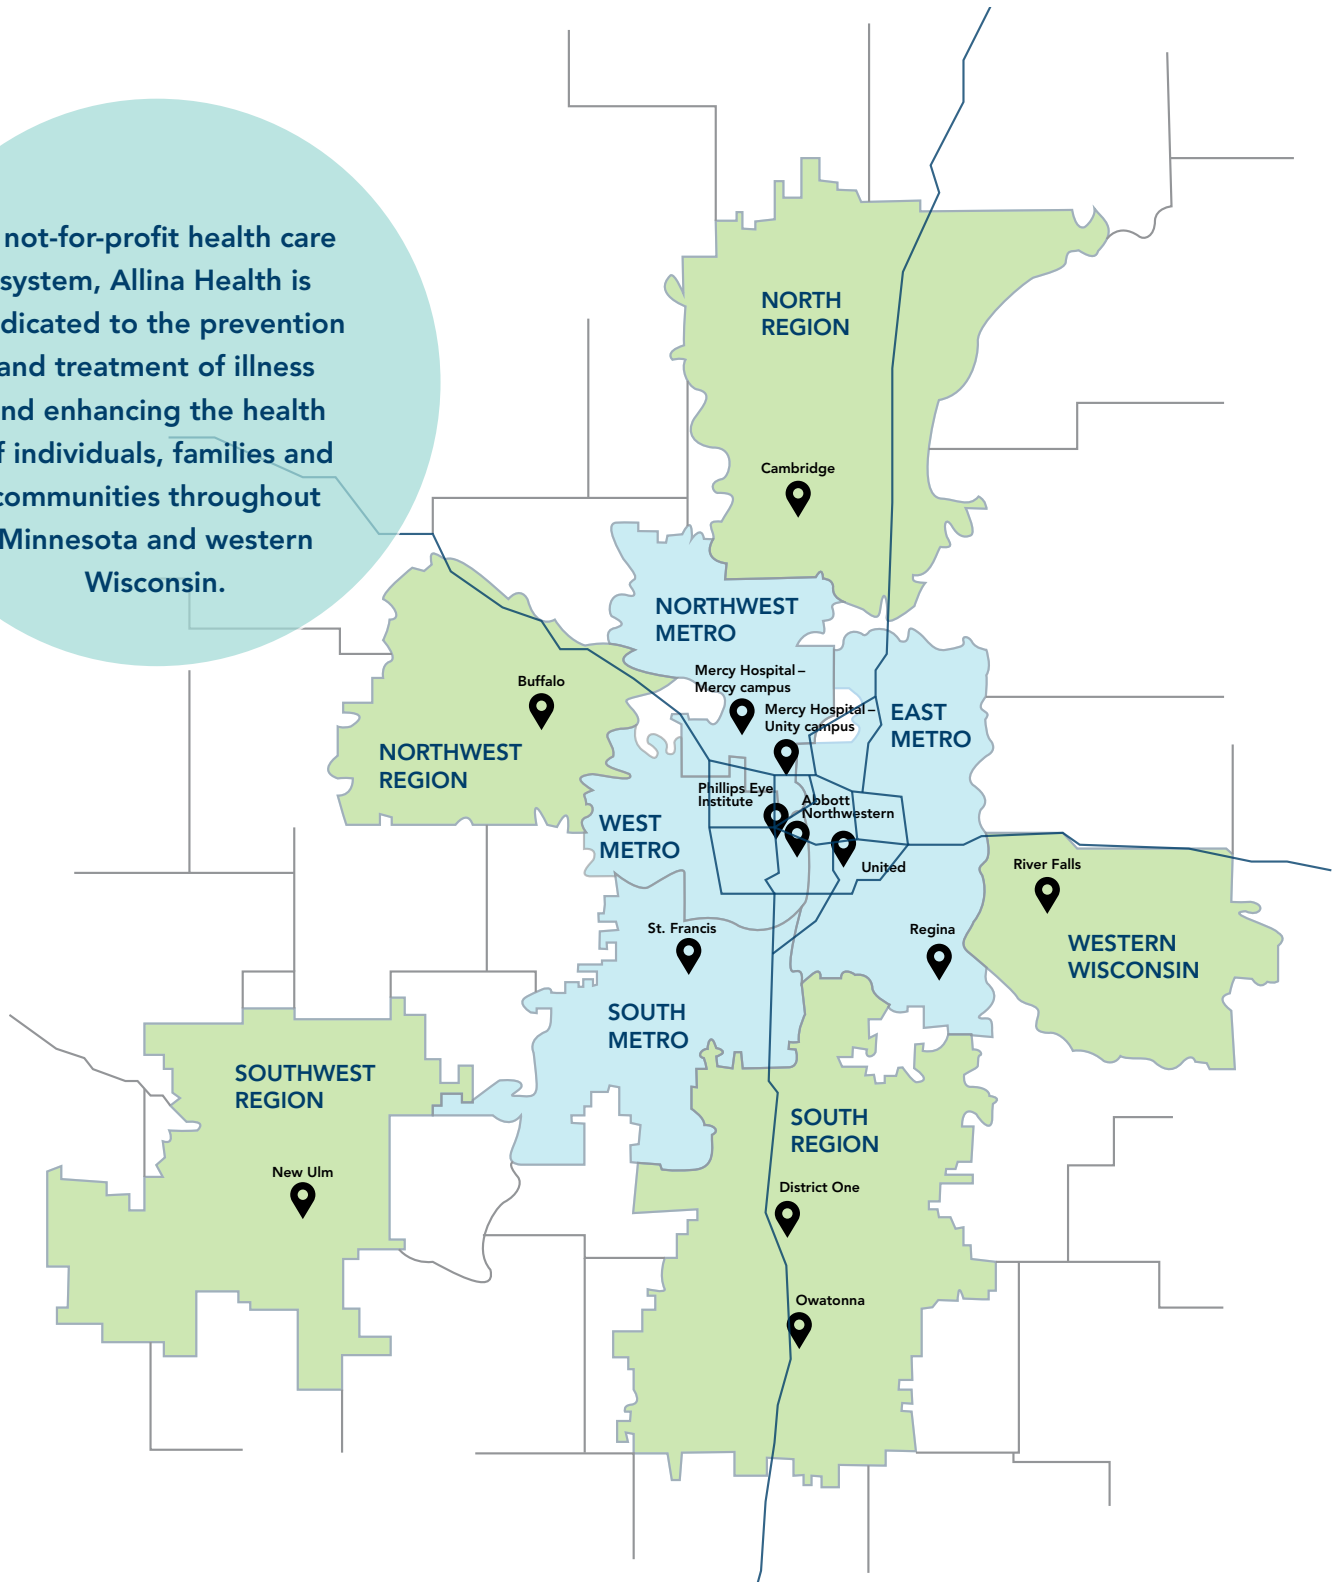 not-for-profit health care
system, Allina Health is
dicated to the prevention
and treatment of illness
nd enhancing the health
f individuals, families and
communities throughout
Minnesota and western
Wisconsin.
NORTH
REGION
Cambridge
NORTHWEST
METRO
Mercy Hospital–
Mercy campus
Buffalo
Mercy Hospital–
Unity campus
EAST
METRO
NORTHWEST
REGION
Phillips Eye
Institute
Abbott
Northwestern
WEST
METRO
United
River Falls
St. Francis
Regina
WESTERN
WISCONSIN
SOUTH
METRO
SOUTHWEST
REGION
SOUTH
REGION
New Ulm
District One
Owatonna